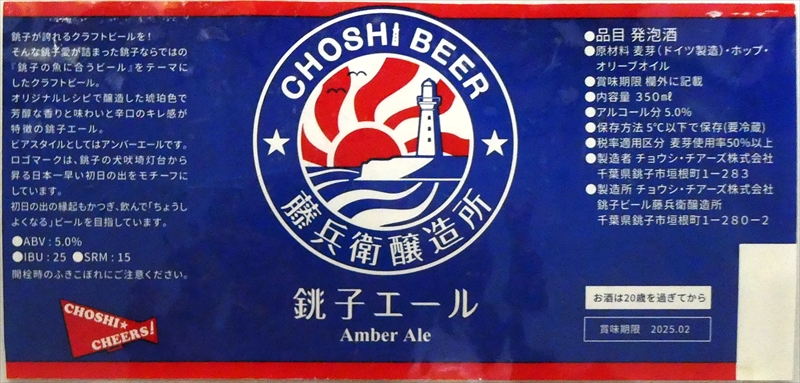 銚子が誇れるクラフトビールを！
そんな銚子愛が詰まった銚子ならではの
『銚子の魚に合うビール』をテーマに
したクラフトビール。
オリジナルレシピで醸造した琥珀色で
芳醇な香りと味わいと辛口のキレ感が
特徴の銚子エール。
ビアスタイルとしてはアンバーエールです。
ロゴマークは、銚子の犬吠埼灯台から
昇る日本一早い初日の出をモチーフに
しています。
初日の出の縁起もかつぎ、飲んで「ちょうし
よくなる」ビールを目指しています。
●ABV : 5.0%
●IBU : 25 ●SRM : 15
開栓時のふきこぼれにご注意ください。
CHOSHI★
CHEERS!
CHOSHI BEER
藤兵衛醸造所
銚子エール
Amber Ale
●品目 発泡酒
●原材料 麦芽（ドイツ製造）・ホップ・
オリーブオイル
●賞味期限 欄外に記載
●内容量 350㎖
●アルコール分 5.0%
●保存方法 5℃以下で保存(要冷蔵)
●税率適用区分 麦芽使用率50%以上
●製造者 チョウシ・チアーズ株式会社
千葉県銚子市垣根町1－283
●製造所 チョウシ・チアーズ株式会社
銚子ビール藤兵衛醸造所
千葉県銚子市垣根町1－280－2
お酒は20歳を過ぎてから
賞味期限 2025.02